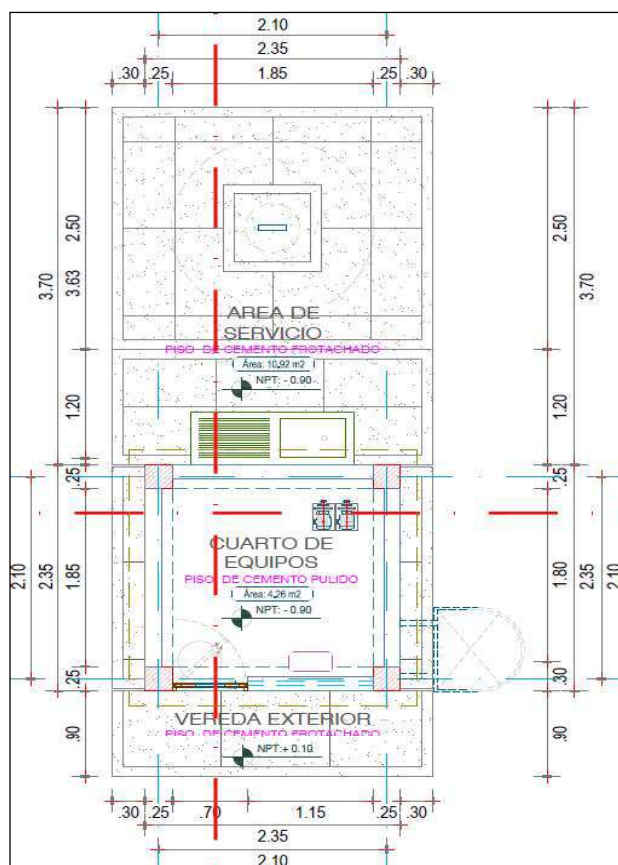 2.10
2.35
.30 .25 1.85 .25 .30
2.50
3.63
3.70
2.50
3.70
AREA DE
SERVICIO
PISO DE CEMENTO FROTACHADO
Área: 10.92 m2
NPT: - 0.90
1.20
1.20
.25
.25
CUARTO DE
EQUIPOS
PISO DE CEMENTO PULIDO
Área: 4.26 m2
NPT: - 0.90
2.10
2.35
1.85
1.80
2.35
2.10
.25
.30
VEREDA EXTERIOR
PISO DE CEMENTO FROTACHADO
NPT:+ 0.10
.90
.90
.30 .25 .70 1.15 .25 .30
2.35
2.10